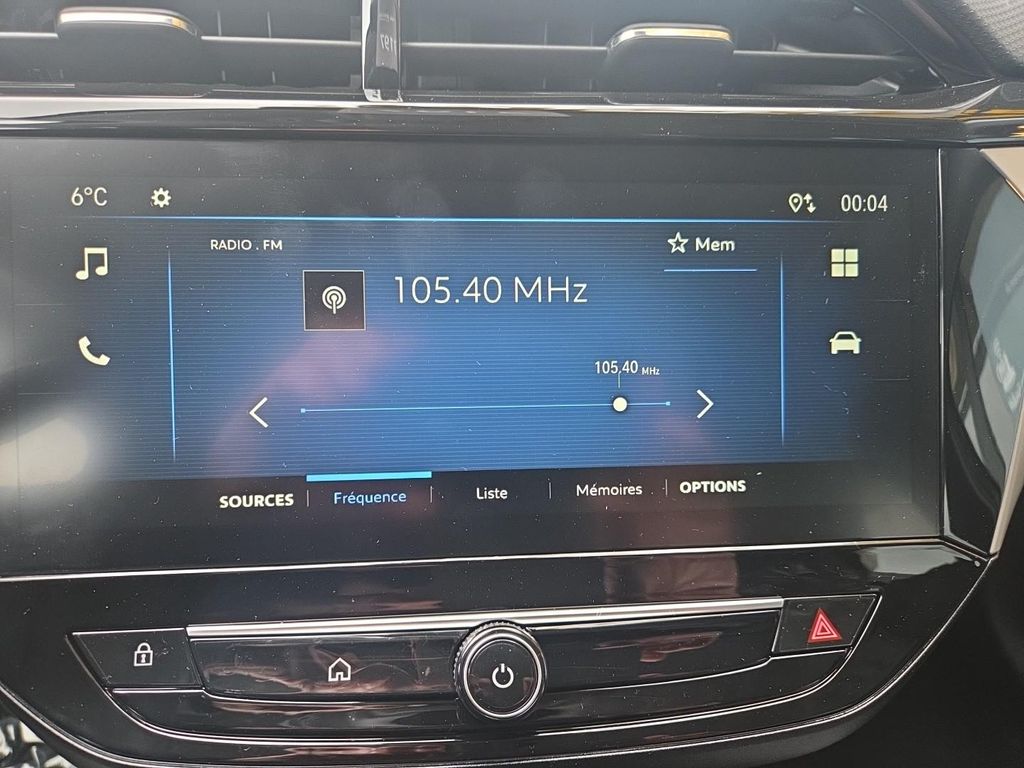 6°C
00:04
RADIO . FM
Mem
105.40 MHz
105.40 MHz
SOURCES
Fréquence
Liste
Mémoires
OPTIONS